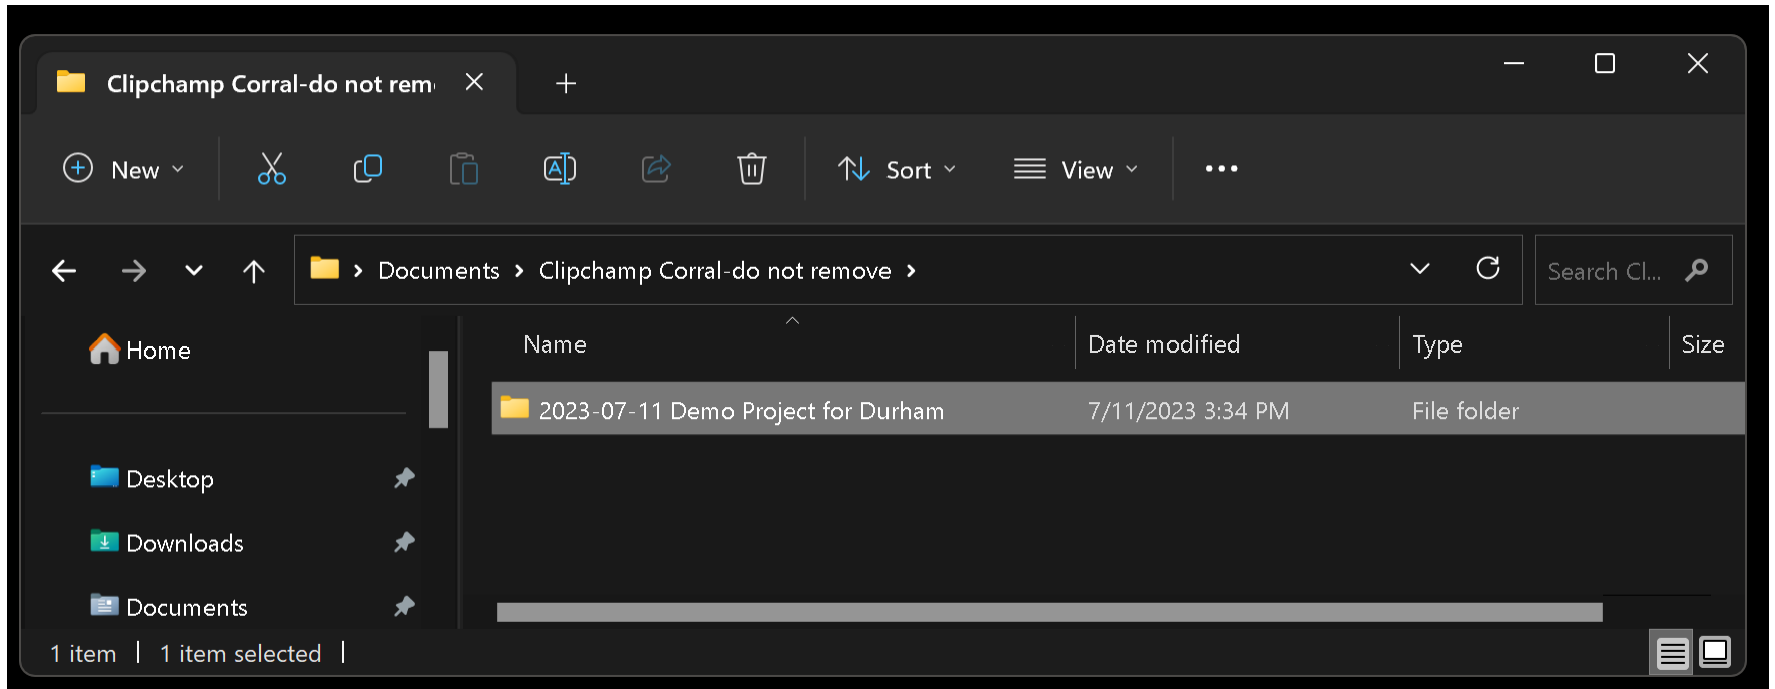 Clipchamp Corral-do not rem
New
Sort
View
Documents
Clipchamp Corral-do not remove
Search Cl...
Home
Desktop
Downloads
Documents
Name
Date modified
Type
Size
2023-07-11 Demo Project for Durham
7/11/2023 3:34 PM
File folder
1 item
1 item selected